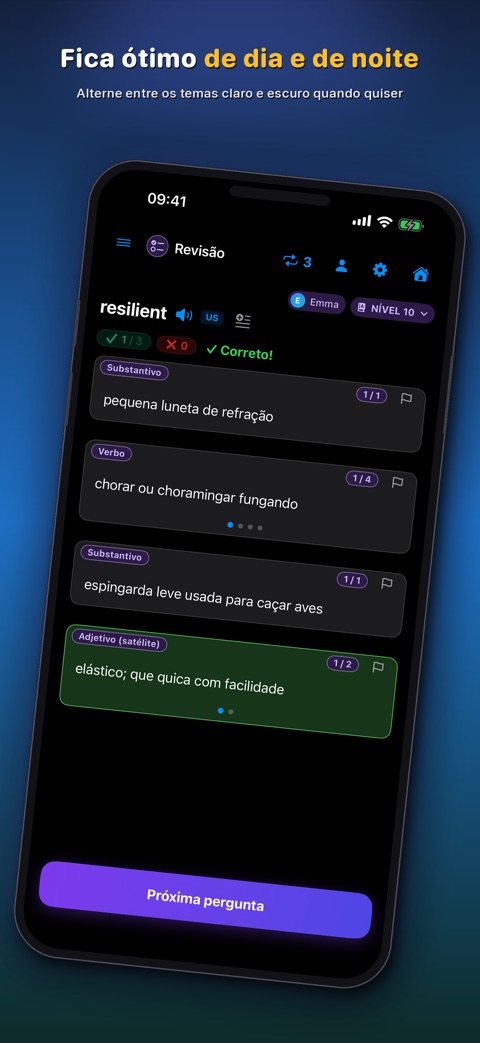 Fica ótimo de dia e de noite
Alterne entre os temas claro e escuro quando quiser
09:41
Revisão
3
E Emma
NÍVEL 10
resilient
US
1 / 3
0
Correto!
Substantivo
1 / 1
pequena luneta de refração
Verbo
1 / 4
chorar ou choramingar fungando
Substantivo
1 / 1
espingarda leve usada para caçar aves
Adjetivo (satélite)
1 / 2
elástico; que quica com facilidade
Próxima pergunta